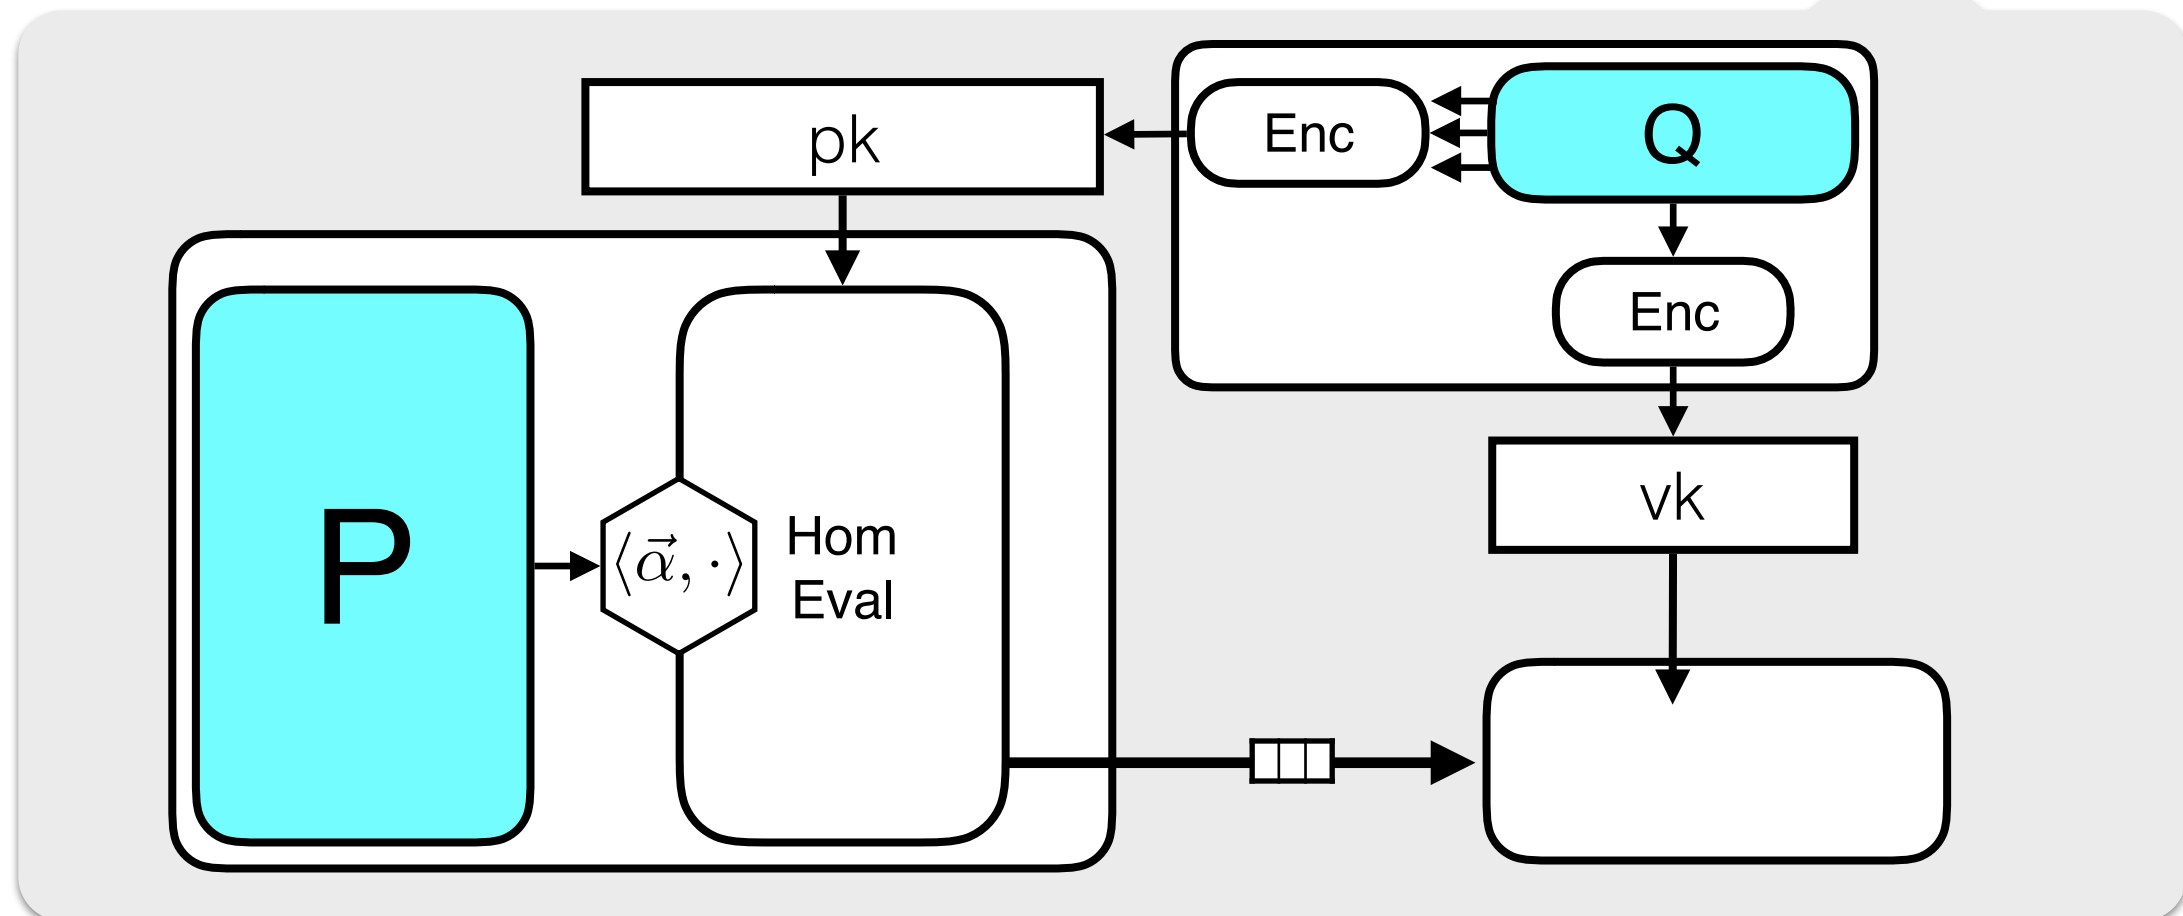 pk
Enc
Q
Enc
vk
P
⟨α⃗, ·⟩
Hom
Eval